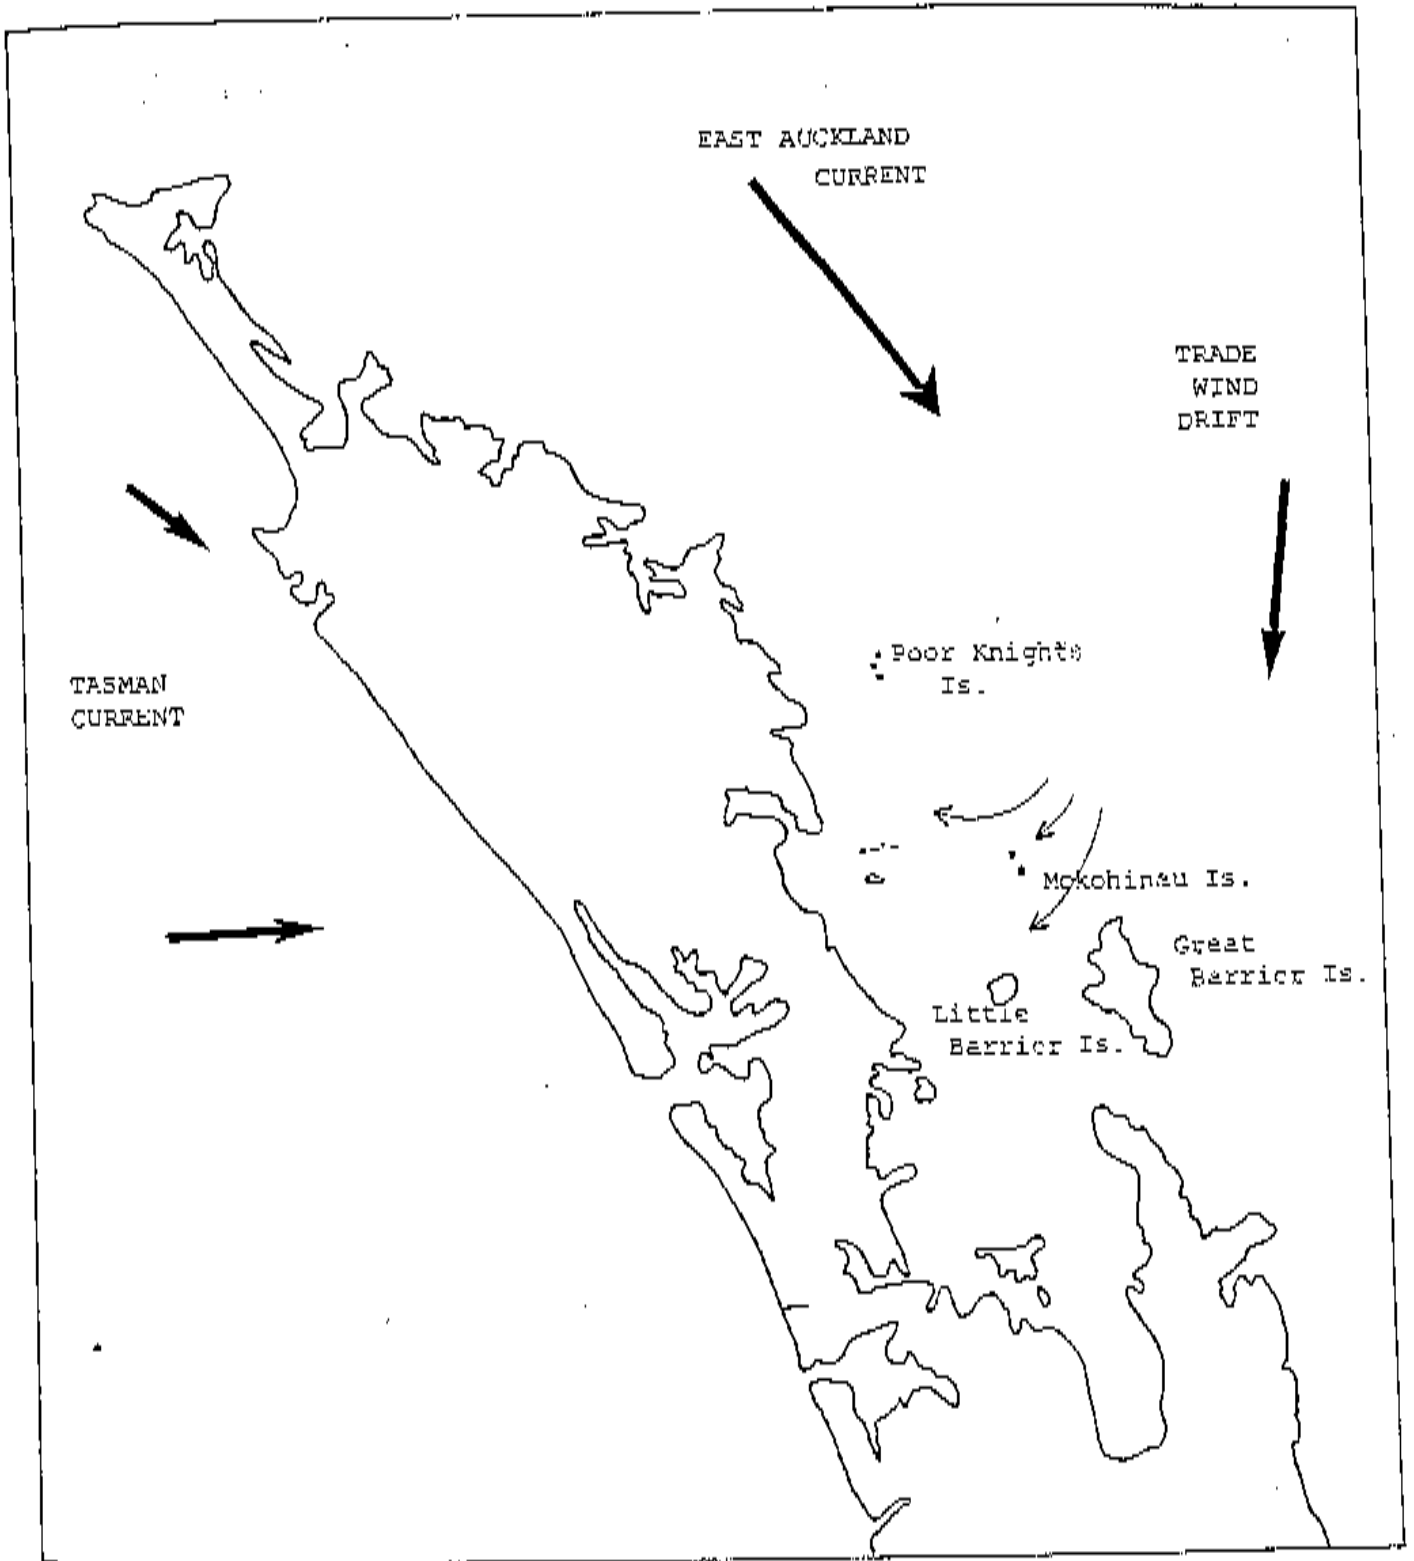 EAST AUCKLAND
CURRENT
TRADE
WIND
DRIFT
Poor Knights
Is.
TASMAN
CURRENT
Mokohinau Is.
Great
Barrier Is.
Little
Barrier Is.